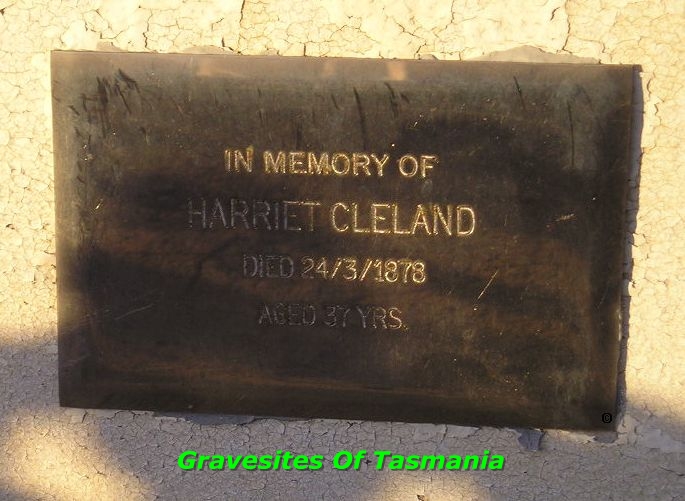 IN MEMORY OF
HARRIET CLELAND
DIED 24/3/1878
AGED 37 YRS.
©
Gravesites Of Tasmania